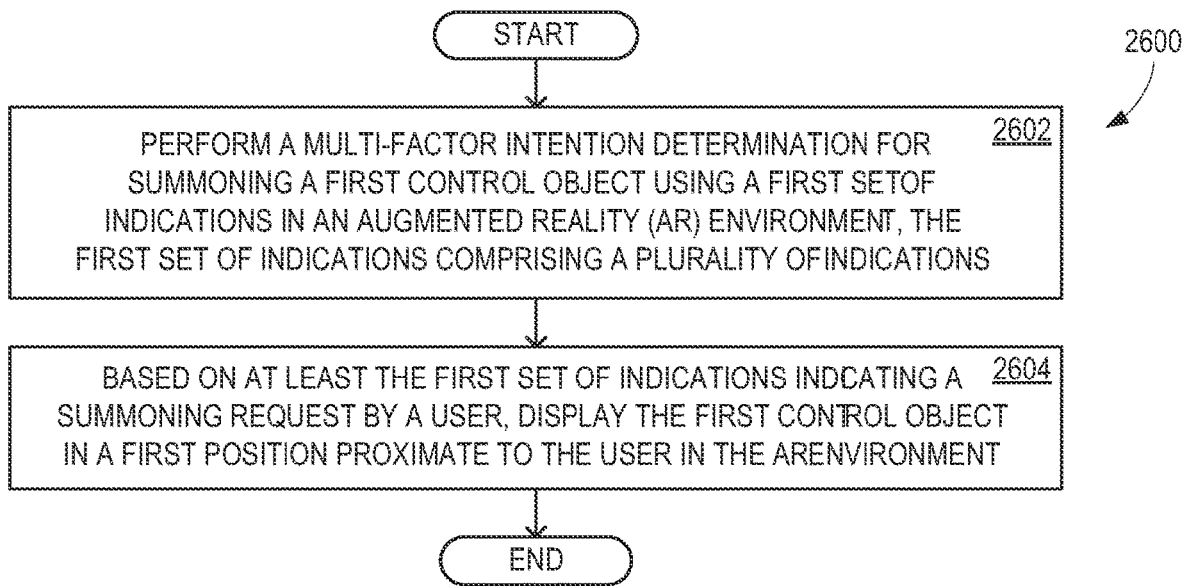 START
2600
2602
PERFORM A MULTI-FACTOR INTENTION DETERMINATION FOR
SUMMONING A FIRST CONTROL OBJECT USING A FIRST SETOF
INDICATIONS IN AN AUGMENTED REALITY (AR) ENVIRONMENT, THE
FIRST SET OF INDICATIONS COMPRISING A PLURALITY OFINDICATIONS
2604
BASED ON AT LEAST THE FIRST SET OF INDICATIONS INDCATING A
SUMMONING REQUEST BY A USER, DISPLAY THE FIRST CONTROL OBJECT
IN A FIRST POSITION PROXIMATE TO THE USER IN THE ARENVIRONMENT
END